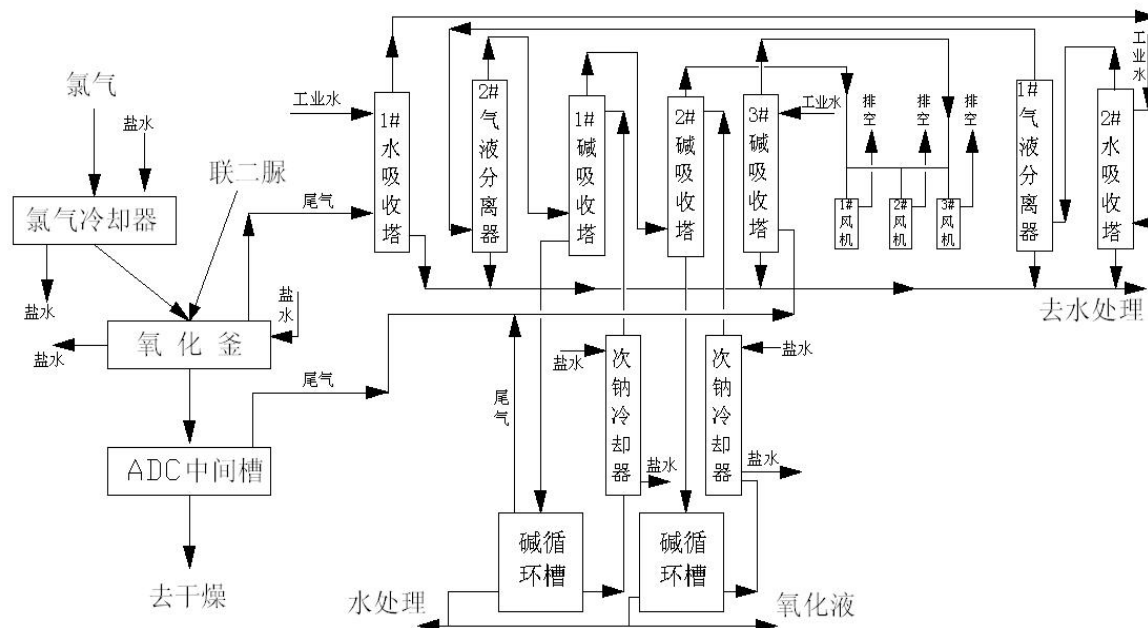 氯气
盐水
联二脲
氯气冷却器
盐水
氧化釜
盐水
盐水
尾气
ADC中间槽
尾气
去干燥
工业水
1#水吸收塔
2#气液分离器
1#碱吸收塔
2#碱吸收塔
3#碱吸收塔
工业水
排空
排空
排空
1#风机
2#风机
3#风机
1#气液分离器
2#水吸收塔
工业水
去水处理
尾气
盐水
次钠冷却器
盐水
次钠冷却器
盐水
盐水
碱循
环槽
碱循
环槽
水处理
氧化液